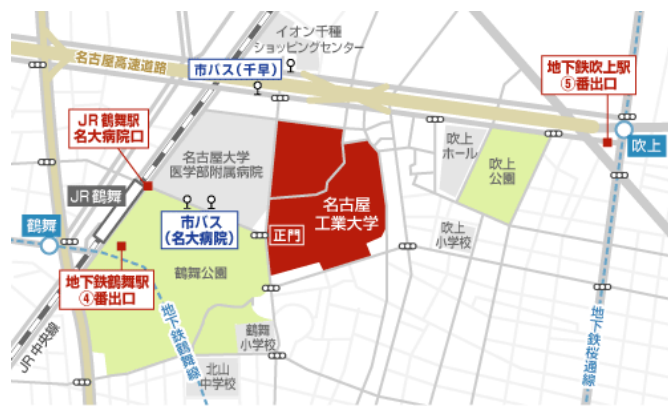 イオン千種
ショッピングセンター
名古屋高速道路
市バス(千早)
地下鉄吹上駅
⑤番出口
JR鶴舞駅
名大病院口
名古屋大学
医学部附属病院
吹上
ホール
吹上
公園
吹上
JR鶴舞
名古屋
工業大学
鶴舞
市バス
(名大病院)
正門
吹上
小学校
地下鉄鶴舞駅
④番出口
鶴舞公園
地下鉄鶴舞線
地下鉄桜通線
JR中央線
鶴舞
小学校
北山
中学校